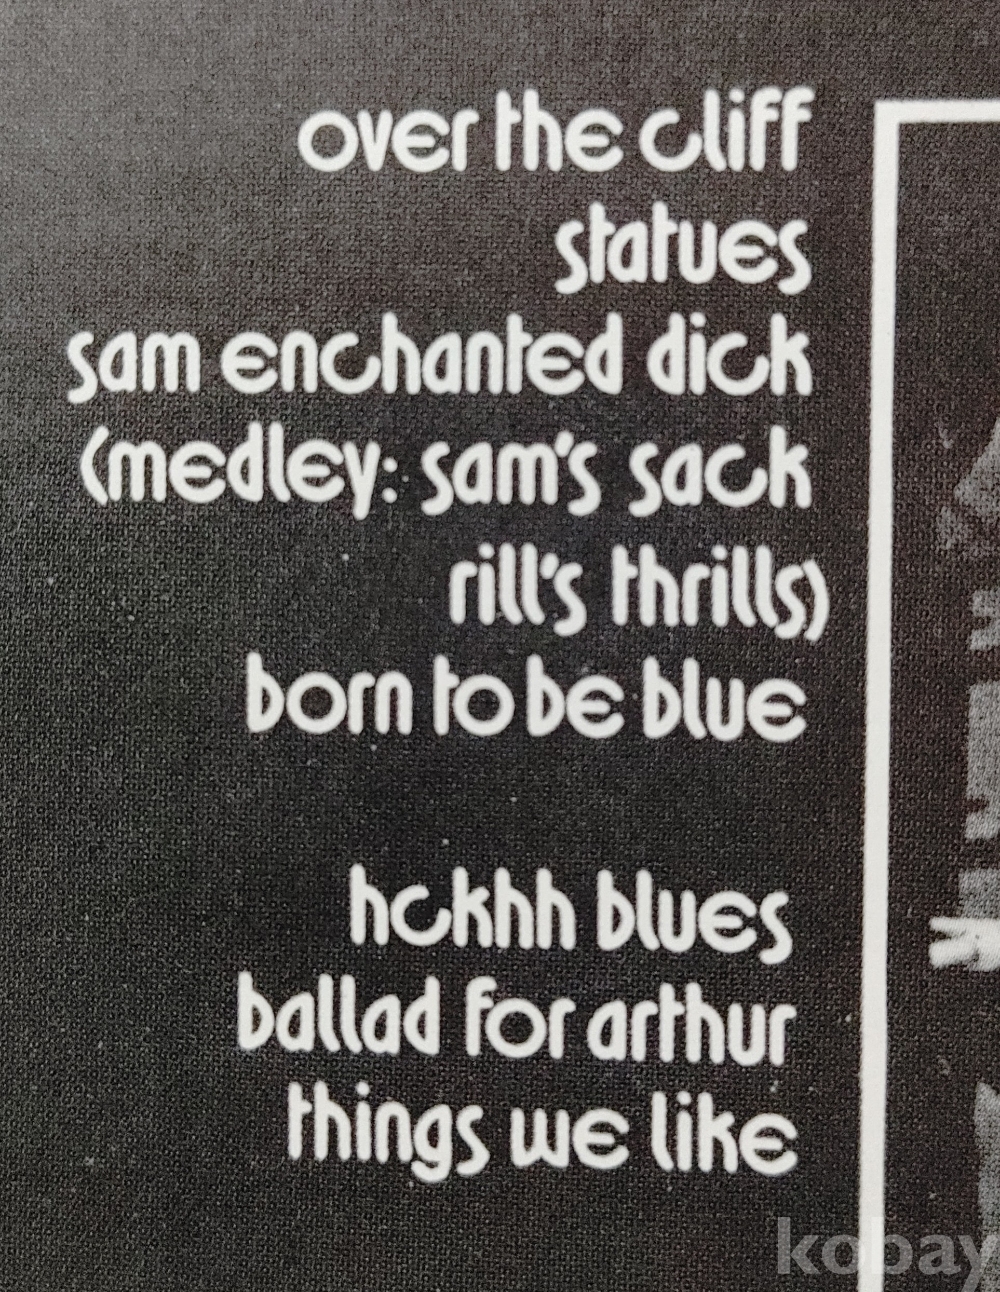 over the cliff
statues
sam enchanted dick
(medley: sam's sack
rill's thrills)
born to be blue
hckhh blues
ballad for arthur
things we like
kobay